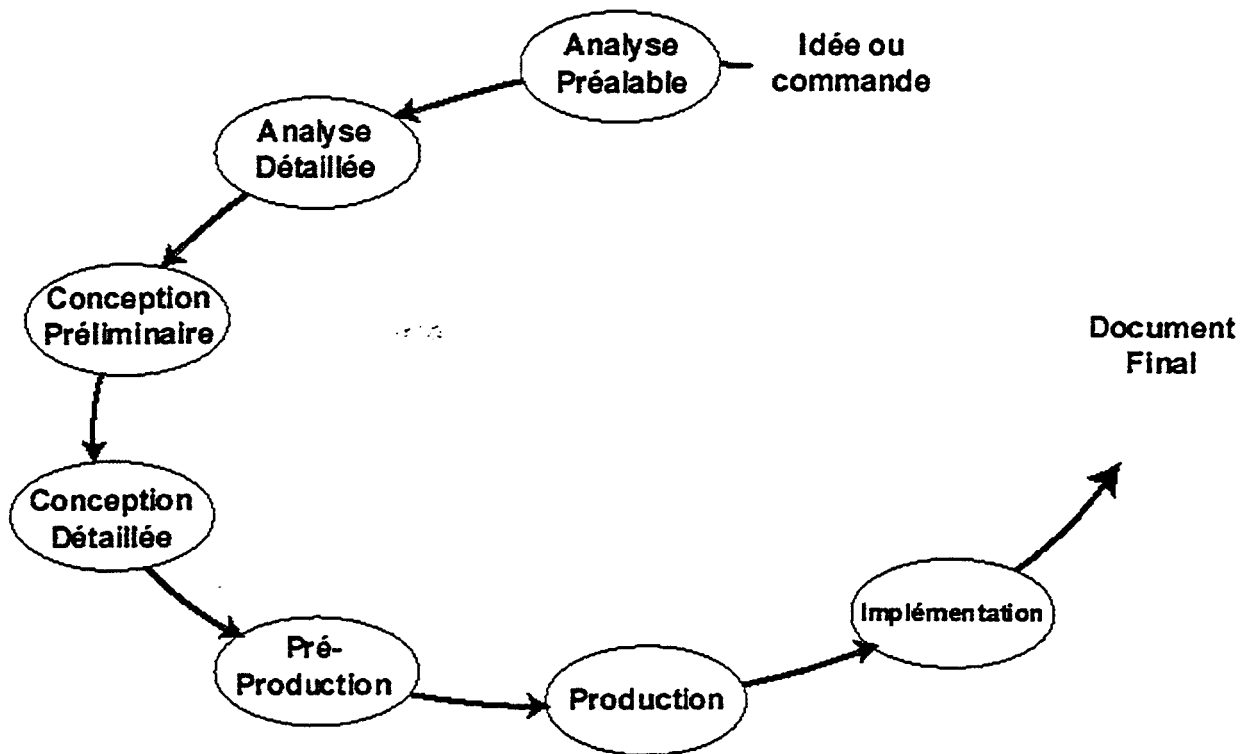 Idée ou
commande
Analyse
Préalable
Analyse
Détaillée
Conception
Préliminaire
Conception
Détaillée
Pré-
Production
Production
Implémentation
Document
Final